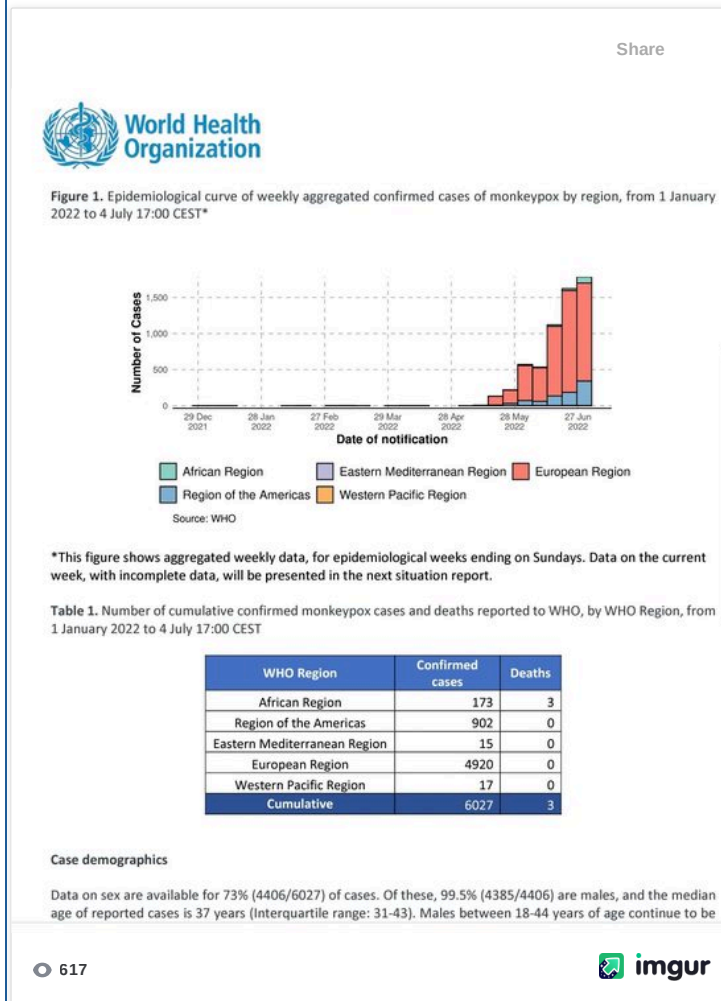 Share
World Health
Organization
Figure 1. Epidemiological curve of weekly aggregated confirmed cases of monkeypox by region, from 1 January
2022 to 4 July 17:00 CEST*
Number of Cases
1,500
1,000
500
0
29 Dec 2021
28 Jan 2022
27 Feb 2022
29 Mar 2022
28 Apr 2022
28 May 2022
27 Jun 2022
Date of notification
African Region Eastern Mediterranean Region European Region
Region of the Americas Western Pacific Region
Source: WHO
*This figure shows aggregated weekly data, for epidemiological weeks ending on Sundays. Data on the current
week, with incomplete data, will be presented in the next situation report.
Table 1. Number of cumulative confirmed monkeypox cases and deaths reported to WHO, by WHO Region, from
1 January 2022 to 4 July 17:00 CEST
WHO Region Confirmed cases Deaths
African Region 173 3
Region of the Americas 902 0
Eastern Mediterranean Region 15 0
European Region 4920 0
Western Pacific Region 17 0
Cumulative 6027 3
Case demographics
Data on sex are available for 73% (4406/6027) of cases. Of these, 99.5% (4385/4406) are males, and the median
age of reported cases is 37 years (Interquartile range: 31-43). Males between 18-44 years of age continue to be
617
imgur